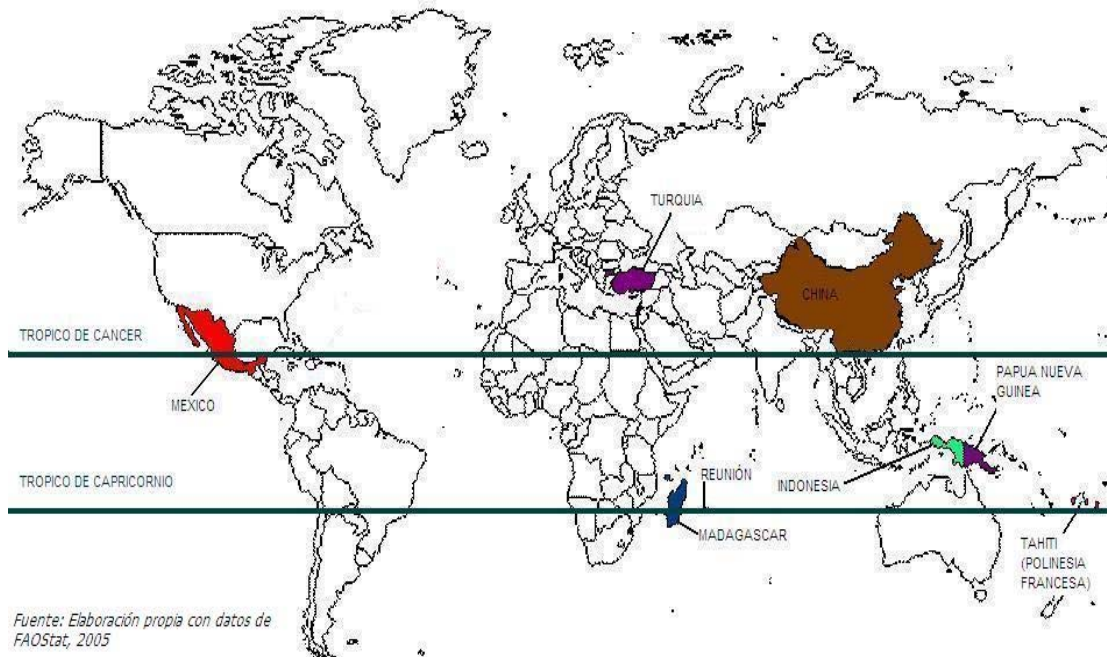 TURQUIA
CHINA
TROPICO DE CANCER
PAPUA NUEVA
GUINEA
MEXICO
TROPICO DE CAPRICORNIO
REUNIÓN
INDONESIA
MADAGASCAR
TAHITI
(POLINESIA
FRANCESA)
Fuente: Elaboración propia con datos de
FAOStat, 2005